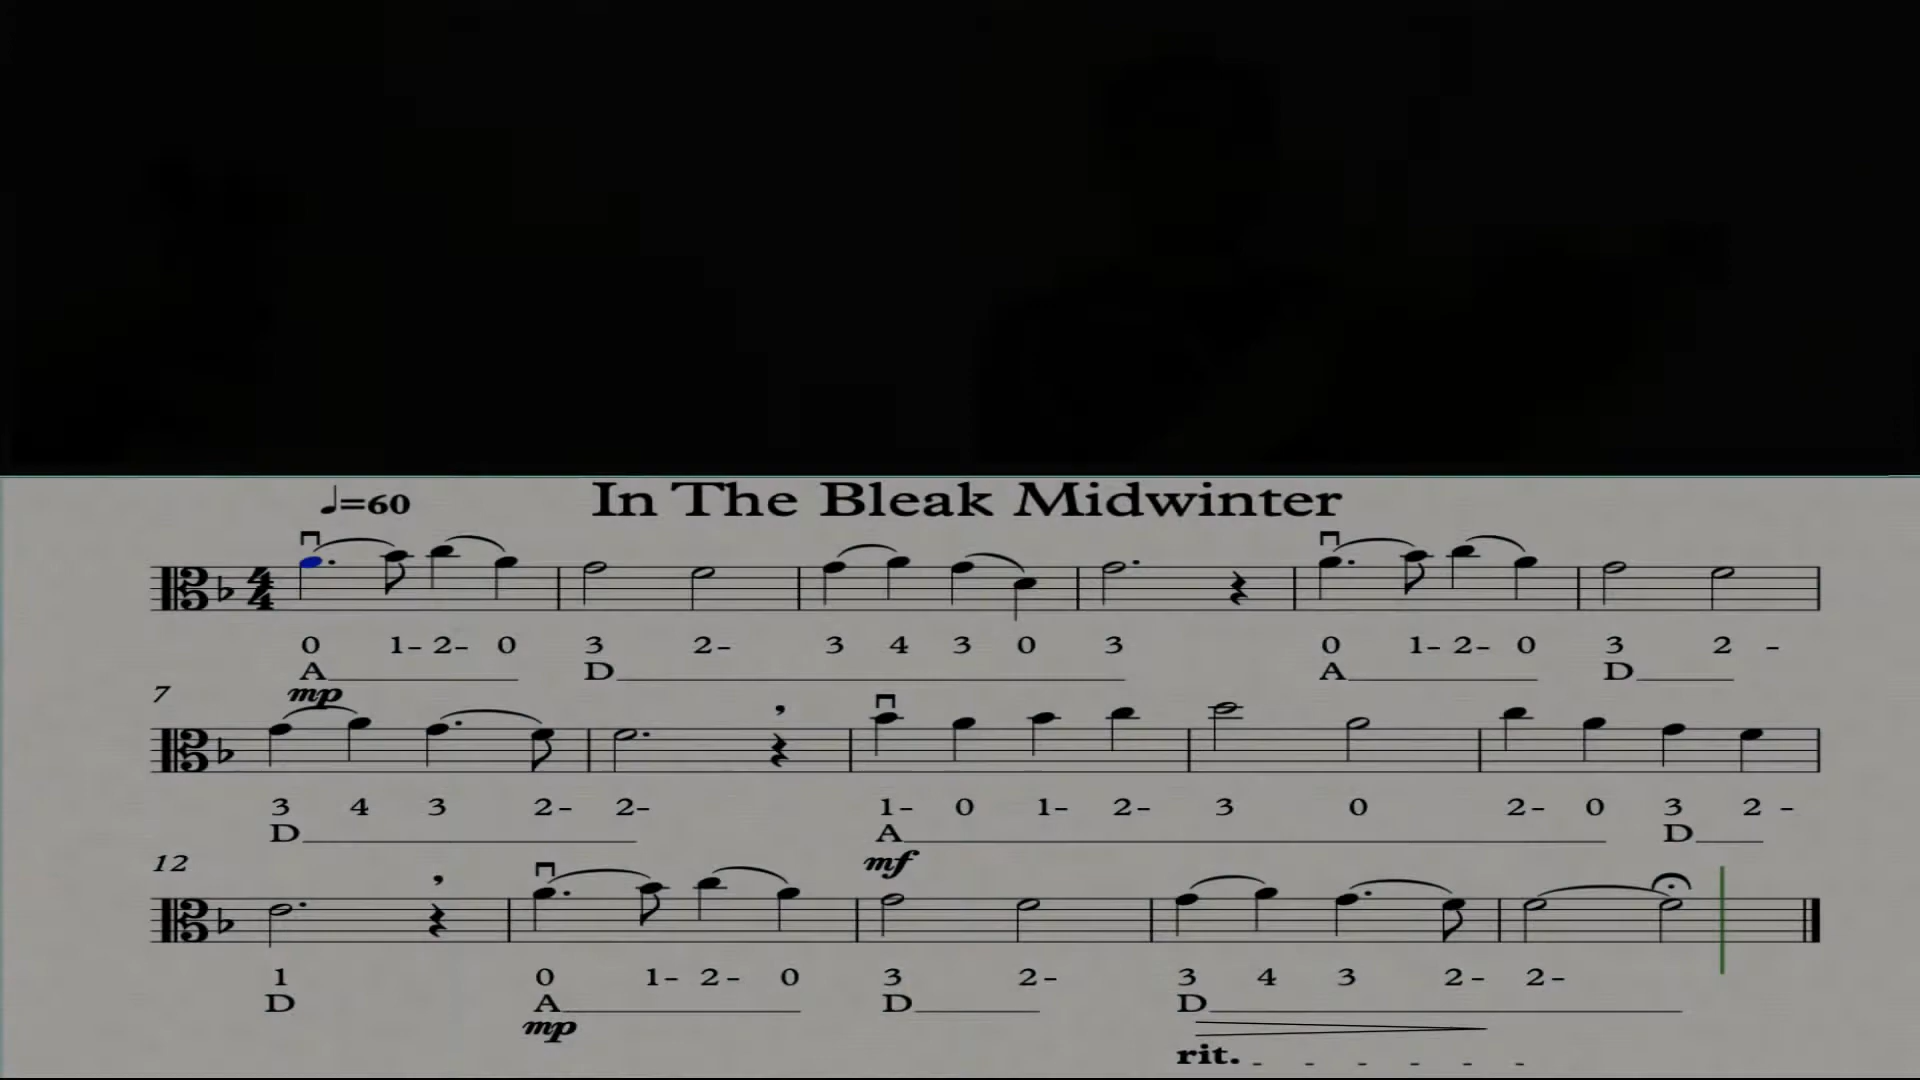 In The Bleak Midwinter
♩=60
0 1- 2- 0 3 2- 3 4 3 0 3 0 1- 2- 0 3 2 -
A D A D
mp
7
3 4 3 2- 2- 1- 0 1- 2- 3 0 2- 0 3 2 -
D A D
mf
12
1 0 1- 2- 0 3 2- 3 4 3 2- 2-
D A D D
mp
rit.